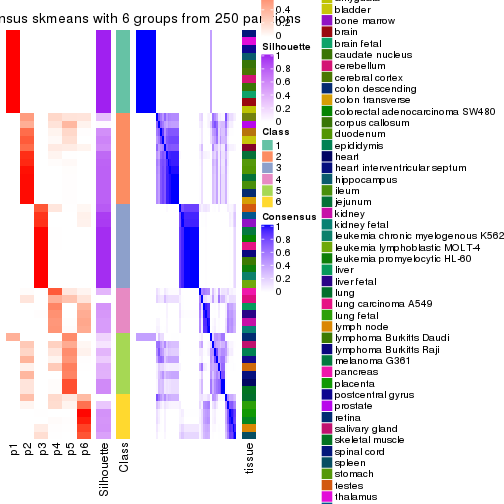 nsus skmeans with 6 groups from 250 par
ons
0.4
0.2
0
Silhouette
1
0.8
0.6
0.4
0.2
0
Class
1
2
3
4
5
6
Consensus
1
0.8
0.6
0.4
0.2
0
p1
p2
p3
p4
p5
p6
Silhouette
Class
tissue
bladder
bone marrow
brain
brain fetal
caudate nucleus
cerebellum
cerebral cortex
colon descending
colon transverse
colorectal adenocarcinoma SW480
corpus callosum
duodenum
epididymis
heart
heart interventricular septum
hippocampus
ileum
jejunum
kidney
kidney fetal
leukemia chronic myelogenous K562
leukemia lymphoblastic MOLT-4
leukemia promyelocytic HL-60
liver
liver fetal
lung
lung carcinoma A549
lung fetal
lymph node
lymphoma Burkitts Daudi
lymphoma Burkitts Raji
melanoma G361
pancreas
placenta
postcentral gyrus
prostate
retina
salivary gland
skeletal muscle
spinal cord
spleen
stomach
testes
thalamus